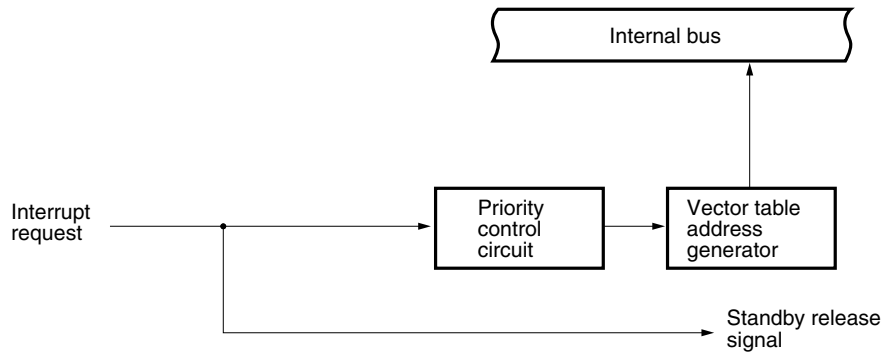 Internal bus
Interrupt
request
Priority
control
circuit
Vector table
address
generator
Standby release
signal